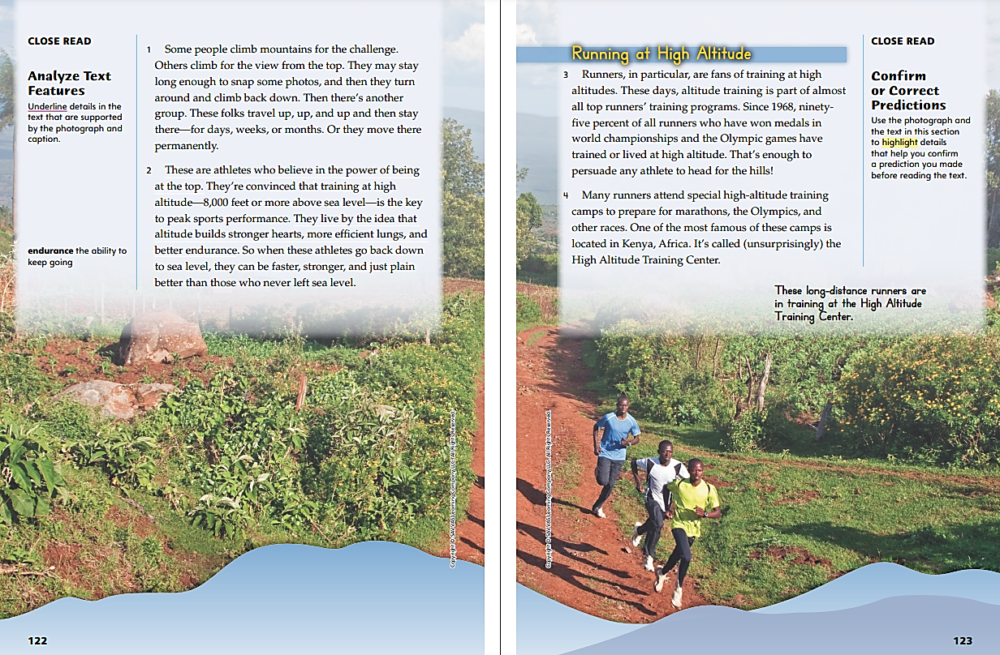 CLOSE READ
Analyze Text
Features
Underline details in the
text that are supported
by the photograph and
caption.
endurance the ability to
keep going
1 Some people climb mountains for the challenge.
Others climb for the view from the top. They may stay
long enough to snap some photos, and then they turn
around and climb back down. Then there's another
group. These folks travel up, up, and up and then stay
there—for days, weeks, or months. Or they move there
permanently.
2 These are athletes who believe in the power of being
at the top. They're convinced that training at high
altitude—8,000 feet or more above sea level—is the key
to peak sports performance. They live by the idea that
altitude builds stronger hearts, more efficient lungs, and
better endurance. So when these athletes go back down
to sea level, they can be faster, stronger, and just plain
better than those who never left sea level.
Copyright © SAVVAS Learning Company LLC. All Rights Reserved.
122
Running at High Altitude
3 Runners, in particular, are fans of training at high
altitudes. These days, altitude training is part of almost
all top runners' training programs. Since 1968, ninety-
five percent of all runners who have won medals in
world championships and the Olympic games have
trained or lived at high altitude. That's enough to
persuade any athlete to head for the hills!
4 Many runners attend special high-altitude training
camps to prepare for marathons, the Olympics, and
other races. One of the most famous of these camps is
located in Kenya, Africa. It's called (unsurprisingly) the
High Altitude Training Center.
CLOSE READ
Confirm
or Correct
Predictions
Use the photograph and
the text in this section
to highlight details
that help you confirm
a prediction you made
before reading the text.
These long-distance runners are
in training at the High Altitude
Training Center.
Copyright © SAVVAS Learning Company LLC. All Rights Reserved.
123